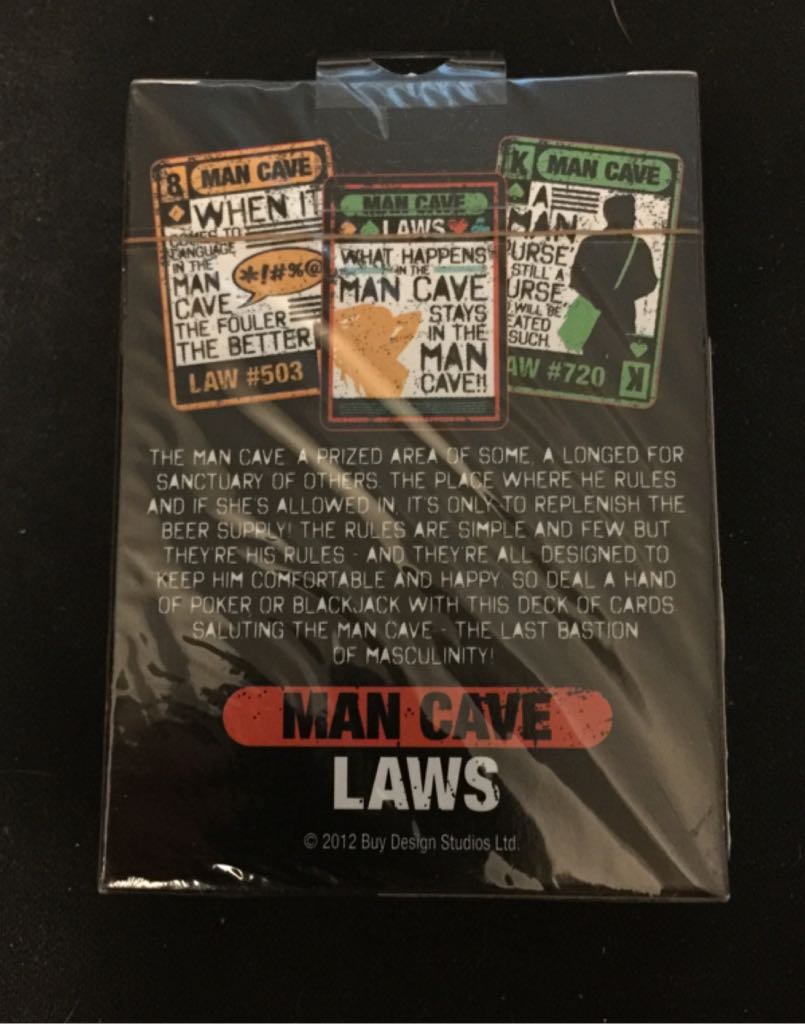 8
MAN CAVE
WHEN IT
COMES TO
LANGUAGE
IN THE
MAN
CAVE
*!#%@
THE FOULER
THE BETTER
LAW #503
MAN CAVE
LAWS
WHAT HAPPENS
IN THE
MAN CAVE
STAYS
IN THE
MAN
CAVE!!
K
MAN CAVE
A
MAN
URSE'
STILL A
URSE
WILL BE
EATED
SUCH.
AW #720
K
THE MAN CAVE A PRIZED AREA OF SOME, A LONGED FOR
SANCTUARY OF OTHERS. THE PLACE WHERE HE RULES
AND IF SHE'S ALLOWED IN, IT'S ONLY TO REPLENISH THE
BEER SUPPLY! THE RULES ARE SIMPLE AND FEW BUT
THEY'RE HIS RULES - AND THEY'RE ALL DESIGNED TO
KEEP HIM COMFORTABLE AND HAPPY. SO DEAL A HAND
OF POKER OR BLACKJACK WITH THIS DECK OF CARDS
SALUTING THE MAN CAVE - THE LAST BASTION
OF MASCULINITY!
MAN CAVE
LAWS
© 2012 Buy Design Studios Ltd.